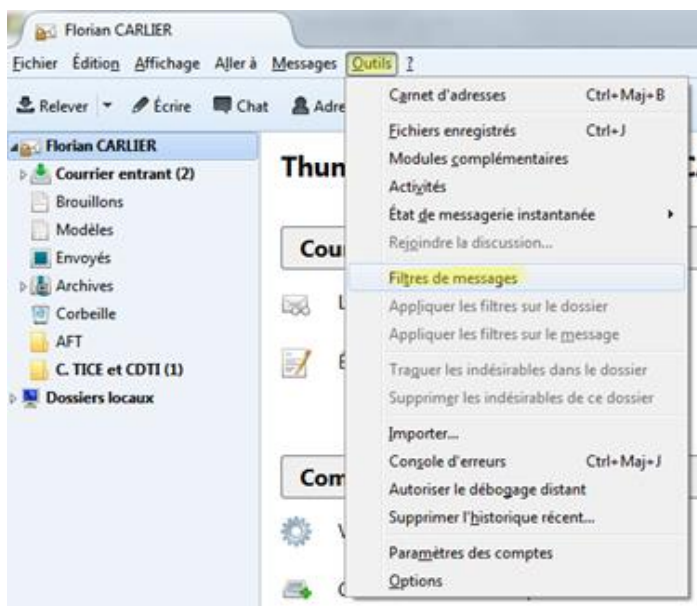 Florian CARLIER
Fichier Édition Affichage Aller à Messages Outils ?
Relever Écrire Chat Adre
Florian CARLIER
Courrier entrant (2)
Brouillons
Modèles
Envoyés
Archives
Corbeille
AFT
C. TICE et CDTI (1)
Dossiers locaux
Thun
Cou
L
É
Com
V
C
Carnet d'adresses Ctrl+Maj+B
Fichiers enregistrés Ctrl+J
Modules complémentaires
Activités
État de messagerie instantanée
Rejoindre la discussion...
Filtres de messages
Appliquer les filtres sur le dossier
Appliquer les filtres sur le message
Traquer les indésirables dans le dossier
Supprimer les indésirables de ce dossier
Importer...
Console d'erreurs Ctrl+Maj+J
Autoriser le débogage distant
Supprimer l'historique récent...
Paramètres des comptes
Options